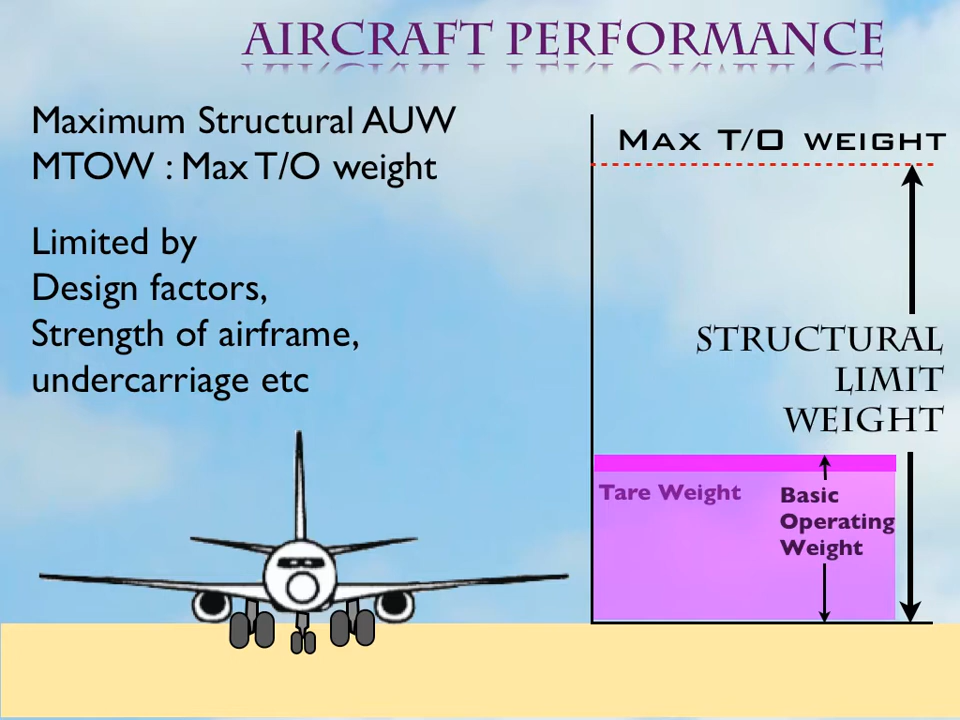 AIRCRAFT PERFORMANCE
Maximum Structural AUW
MTOW : Max T/O weight
Limited by
Design factors,
Strength of airframe,
undercarriage etc
MAX T/O WEIGHT
STRUCTURAL
LIMIT
WEIGHT
Tare Weight
Basic
Operating
Weight